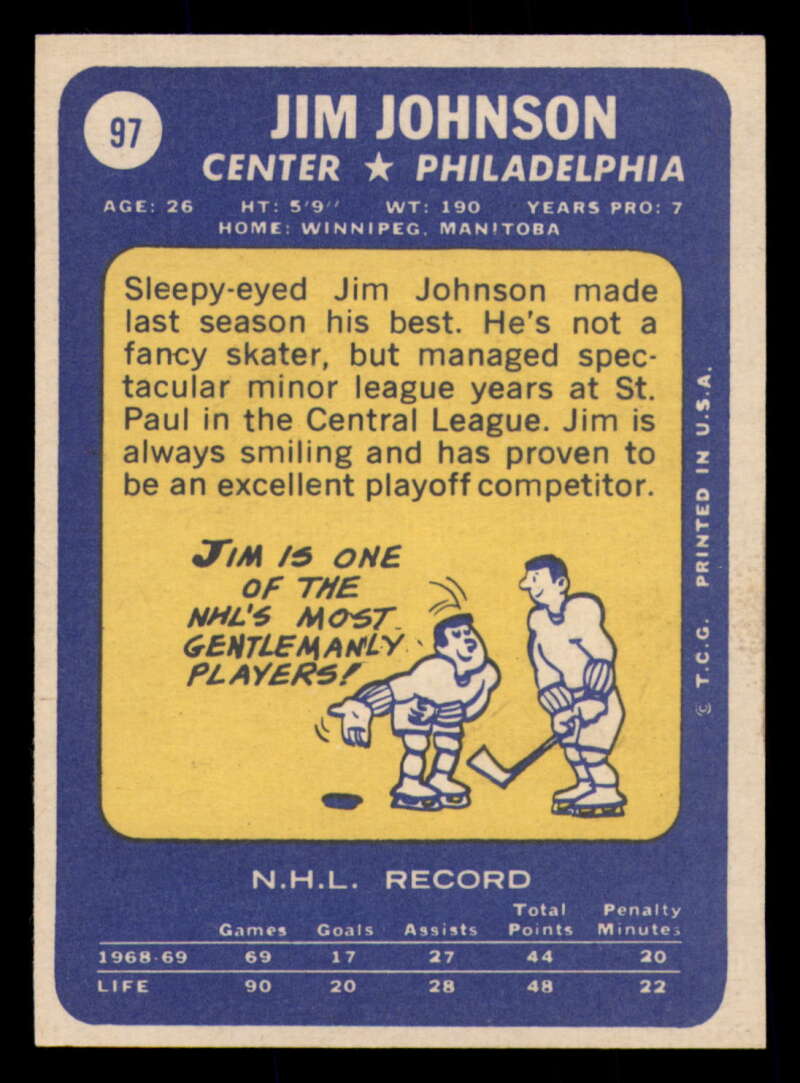 97
JIM JOHNSON
CENTER ★ PHILADELPHIA
AGE: 26 HT: 5'9" WT: 190 YEARS PRO: 7
HOME: WINNIPEG, MANITOBA
Sleepy-eyed Jim Johnson made
last season his best. He's not a
fancy skater, but managed spec-
tacular minor league years at St.
Paul in the Central League. Jim is
always smiling and has proven to
be an excellent playoff competitor.
JIM IS ONE
OF THE
NHL'S MOST
GENTLEMANLY
PLAYERS!
© T.C.G. PRINTED IN U.S.A.
N.H.L. RECORD
Games Goals Assists Total Points Penalty Minutes
1968-69 69 17 27 44 20
LIFE 90 20 28 48 22